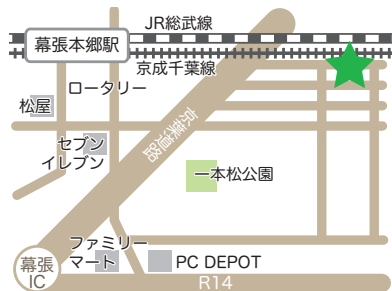 JR総武線
幕張本郷駅
京成千葉線
ロータリー
松屋
京葉道路
セブン
イレブン
一本松公園
ファミリー
マート
PC DEPOT
幕張
IC
R14